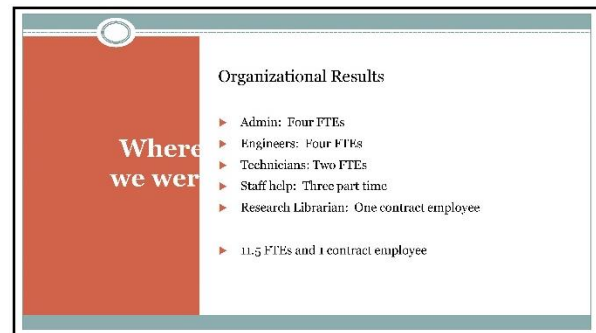 Where
we wer
Organizational Results
Admin: Four FTEs
Engineers: Four FTEs
Technicians: Two FTEs
Staff help: Three part time
Research Librarian: One contract employee
11.5 FTEs and 1 contract employee